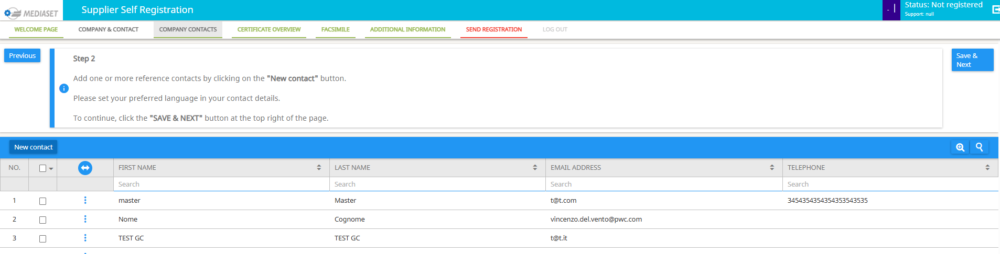 MEDIASET
Supplier Self Registration
Status: Not registered
Support: null
WELCOME PAGE
COMPANY & CONTACT
COMPANY CONTACTS
CERTIFICATE OVERVIEW
FACSIMILE
ADDITIONAL INFORMATION
SEND REGISTRATION
LOG OUT
Previous
Step 2
Add one or more reference contacts by clicking on the "New contact" button.
Please set your preferred language in your contact details.
To continue, click the "SAVE & NEXT" button at the top right of the page.
Save &
Next
New contact
NO. FIRST NAME LAST NAME EMAIL ADDRESS TELEPHONE
Search Search Search Search
1 master Master t@t.com 3454354354354353543535
2 Nome Cognome vincenzo.del.vento@pwc.com
3 TEST GC TEST GC t@t.it